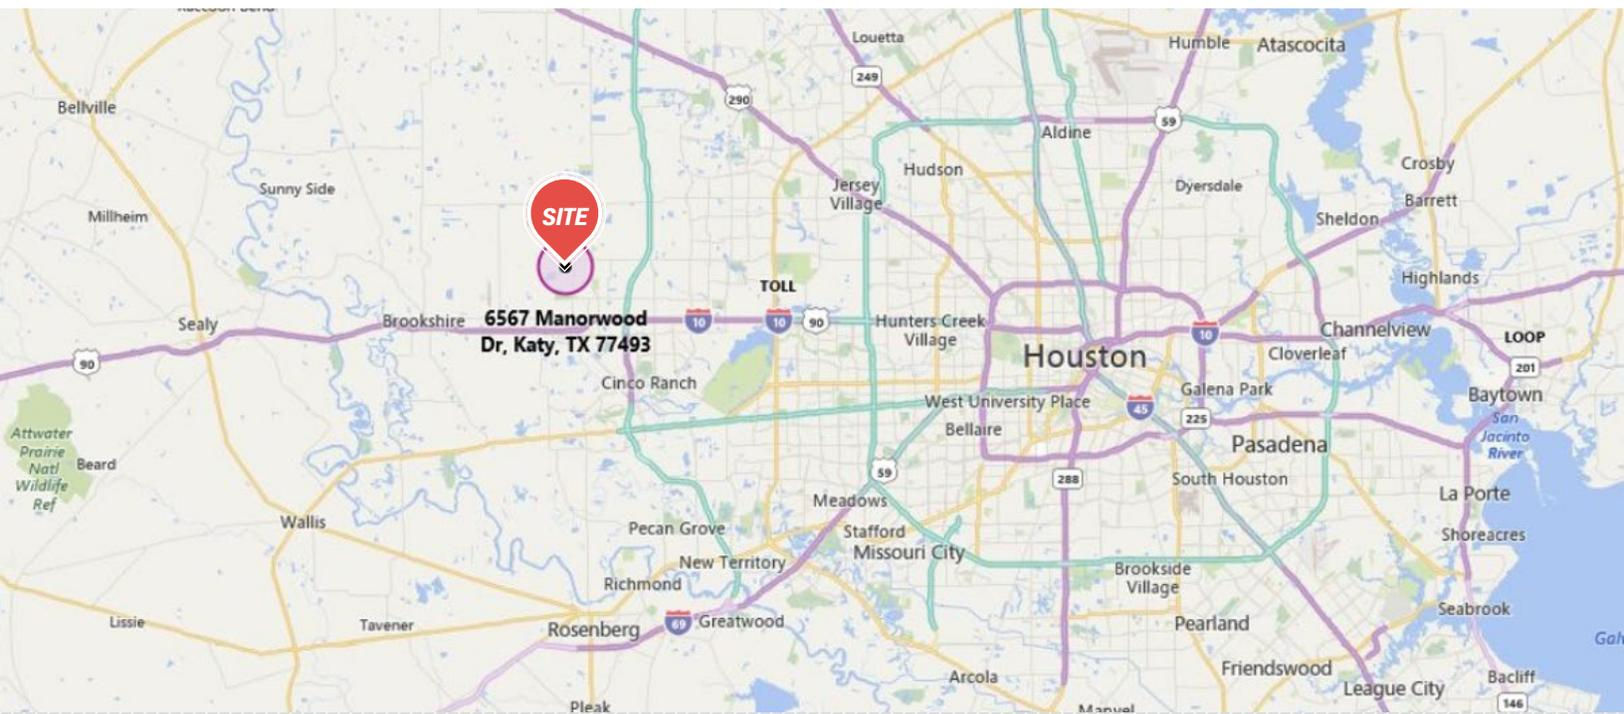 Raccoon Bend
Louetta
Humble
Atascocita
249
290
Bellville
59
Aldine
Crosby
Hudson
Jersey
Village
Dyersdale
Sunny Side
Barrett
Millheim
SITE
Sheldon
Highlands
TOLL
6567 Manorwood
Dr, Katy, TX 77493
Brookshire
Sealy
10
10
90
Hunters Creek
Village
10
Channelview
LOOP
Houston
Cloverleaf
90
201
Cinco Ranch
Galena Park
Baytown
West University Place
45
225
San
Jacinto
River
Bellaire
Attwater
Prairie
Natl
Wildlife
Ref
Beard
Pasadena
59
288
South Houston
La Porte
Meadows
Wallis
Pecan Grove
Stafford
Shoreacres
Missouri City
New Territory
Brookside
Village
Richmond
Seabrook
Lissie
Tavener
Rosenberg
69
Greatwood
Pearland
Gal
Friendswood
Arcola
League City
Bacliff
146
Pleak
Manvel